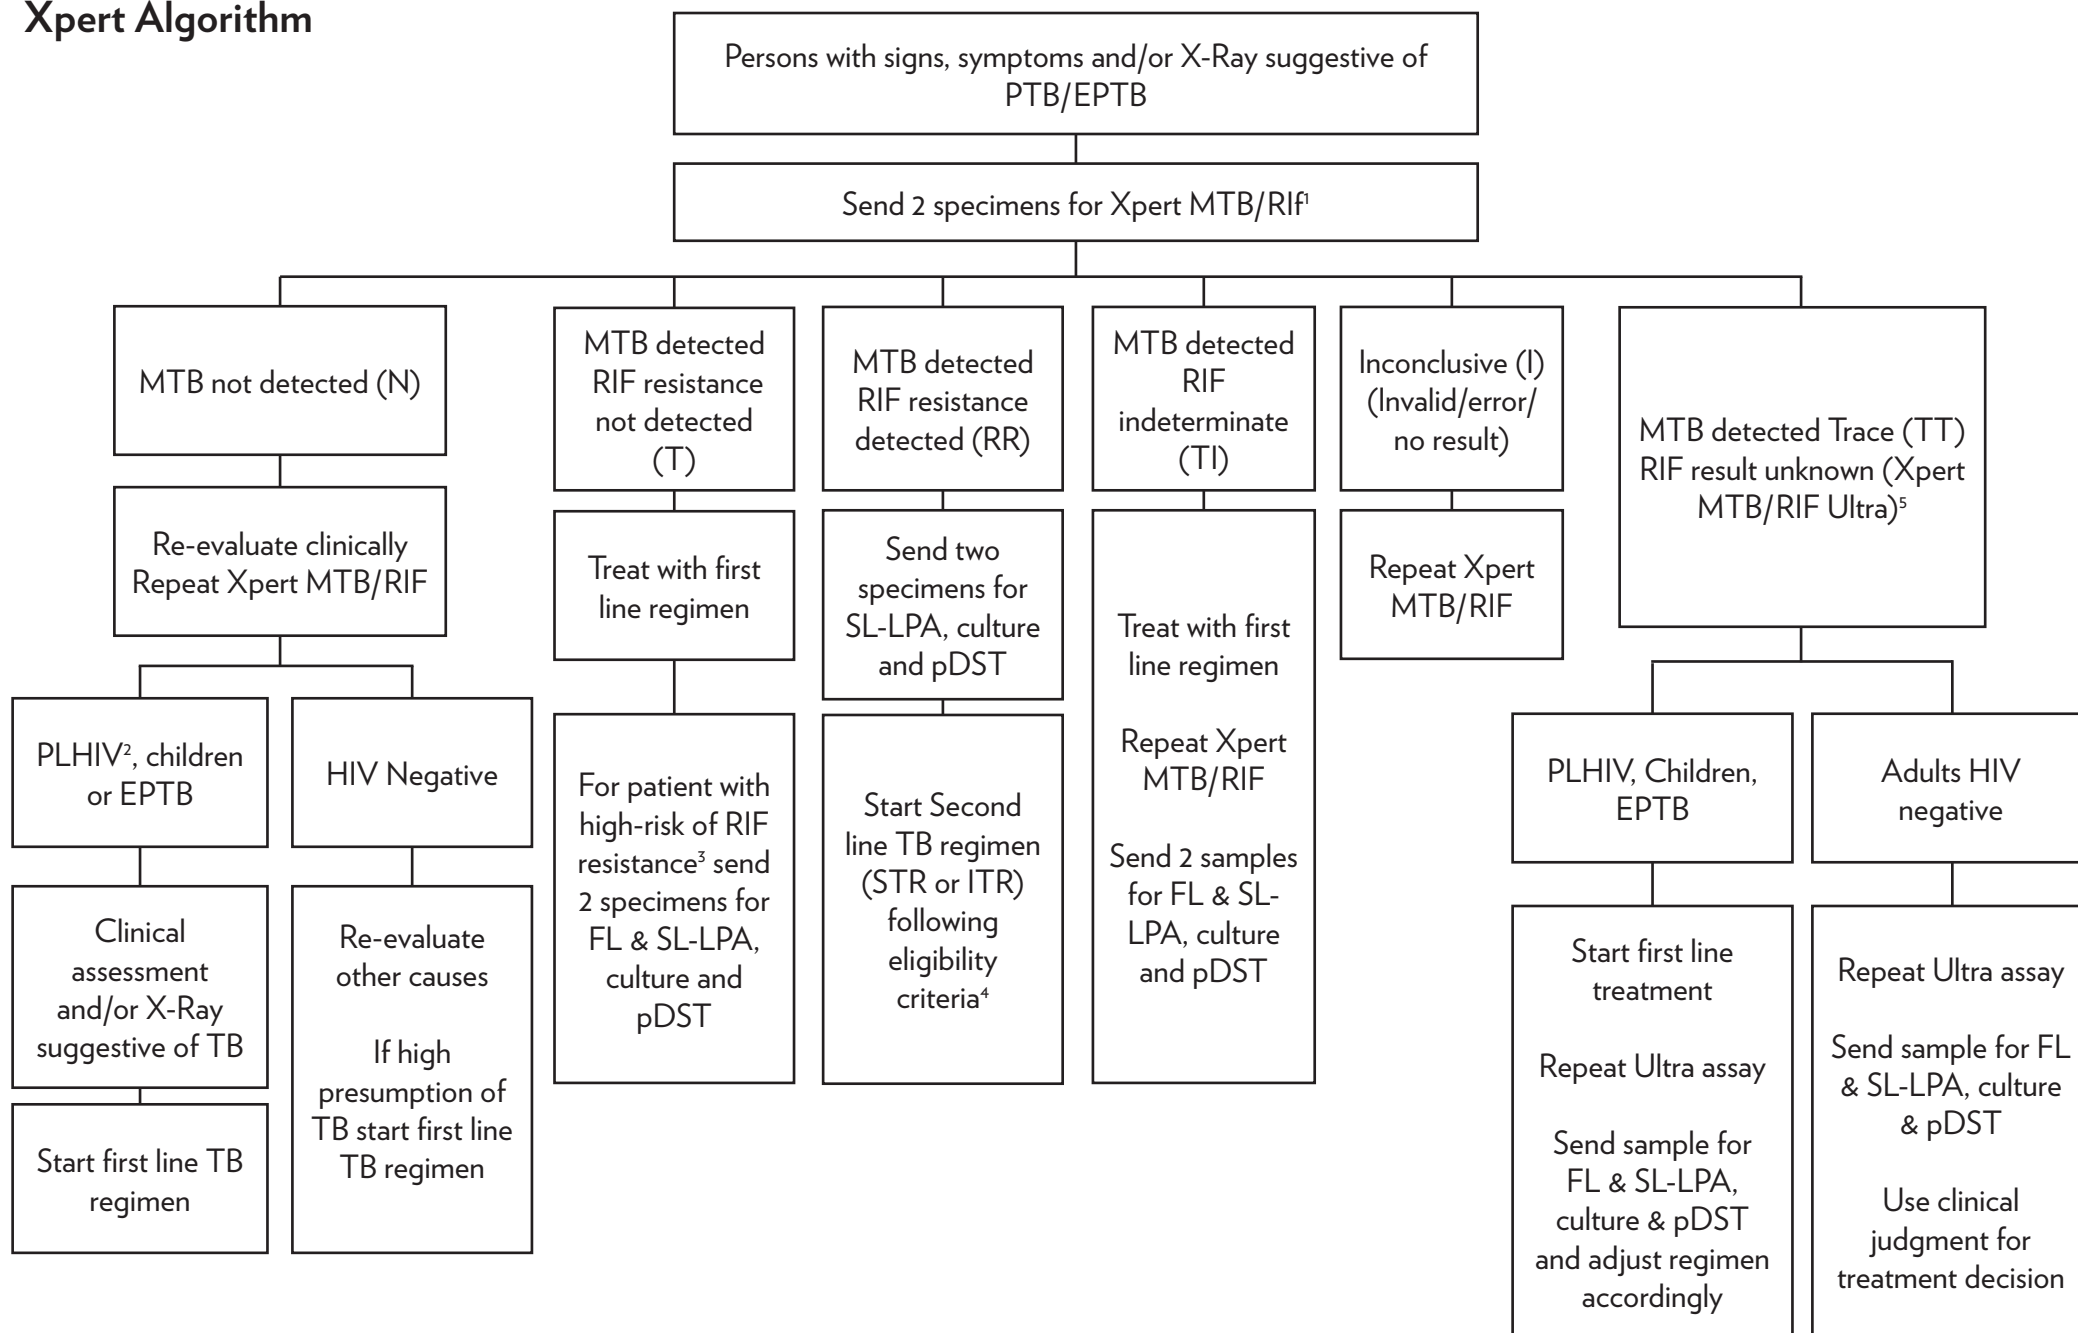 Xpert Algorithm
Persons with signs, symptoms and/or X-Ray suggestive of
PTB/EPTB
Send 2 specimens for Xpert MTB/RIf¹
MTB not detected (N)
Re-evaluate clinically
Repeat Xpert MTB/RIF
PLHIV², children
or EPTB
Clinical
assessment
and/or X-Ray
suggestive of TB
Start first line TB
regimen
HIV Negative
Re-evaluate
other causes
If high
presumption of
TB start first line
TB regimen
MTB detected
RIF resistance
not detected
(T)
Treat with first
line regimen
For patient with
high-risk of RIF
resistance³ send
2 specimens for
FL & SL-LPA,
culture and
pDST
MTB detected
RIF resistance
detected (RR)
Send two
specimens for
SL-LPA, culture
and pDST
Start Second
line TB regimen
(STR or ITR)
following
eligibility
criteria⁴
MTB detected
RIF
indeterminate
(TI)
Treat with first
line regimen
Repeat Xpert
MTB/RIF
Send 2 samples
for FL & SL-
LPA, culture
and pDST
Inconclusive (I)
(Invalid/error/
no result)
Repeat Xpert
MTB/RIF
MTB detected Trace (TT)
RIF result unknown (Xpert
MTB/RIF Ultra)⁵
PLHIV, Children,
EPTB
Start first line
treatment
Repeat Ultra assay
Send sample for
FL & SL-LPA,
culture & pDST
and adjust regimen
accordingly
Adults HIV
negative
Repeat Ultra assay
Send sample for FL
& SL-LPA, culture
& pDST
Use clinical
judgment for
treatment decision